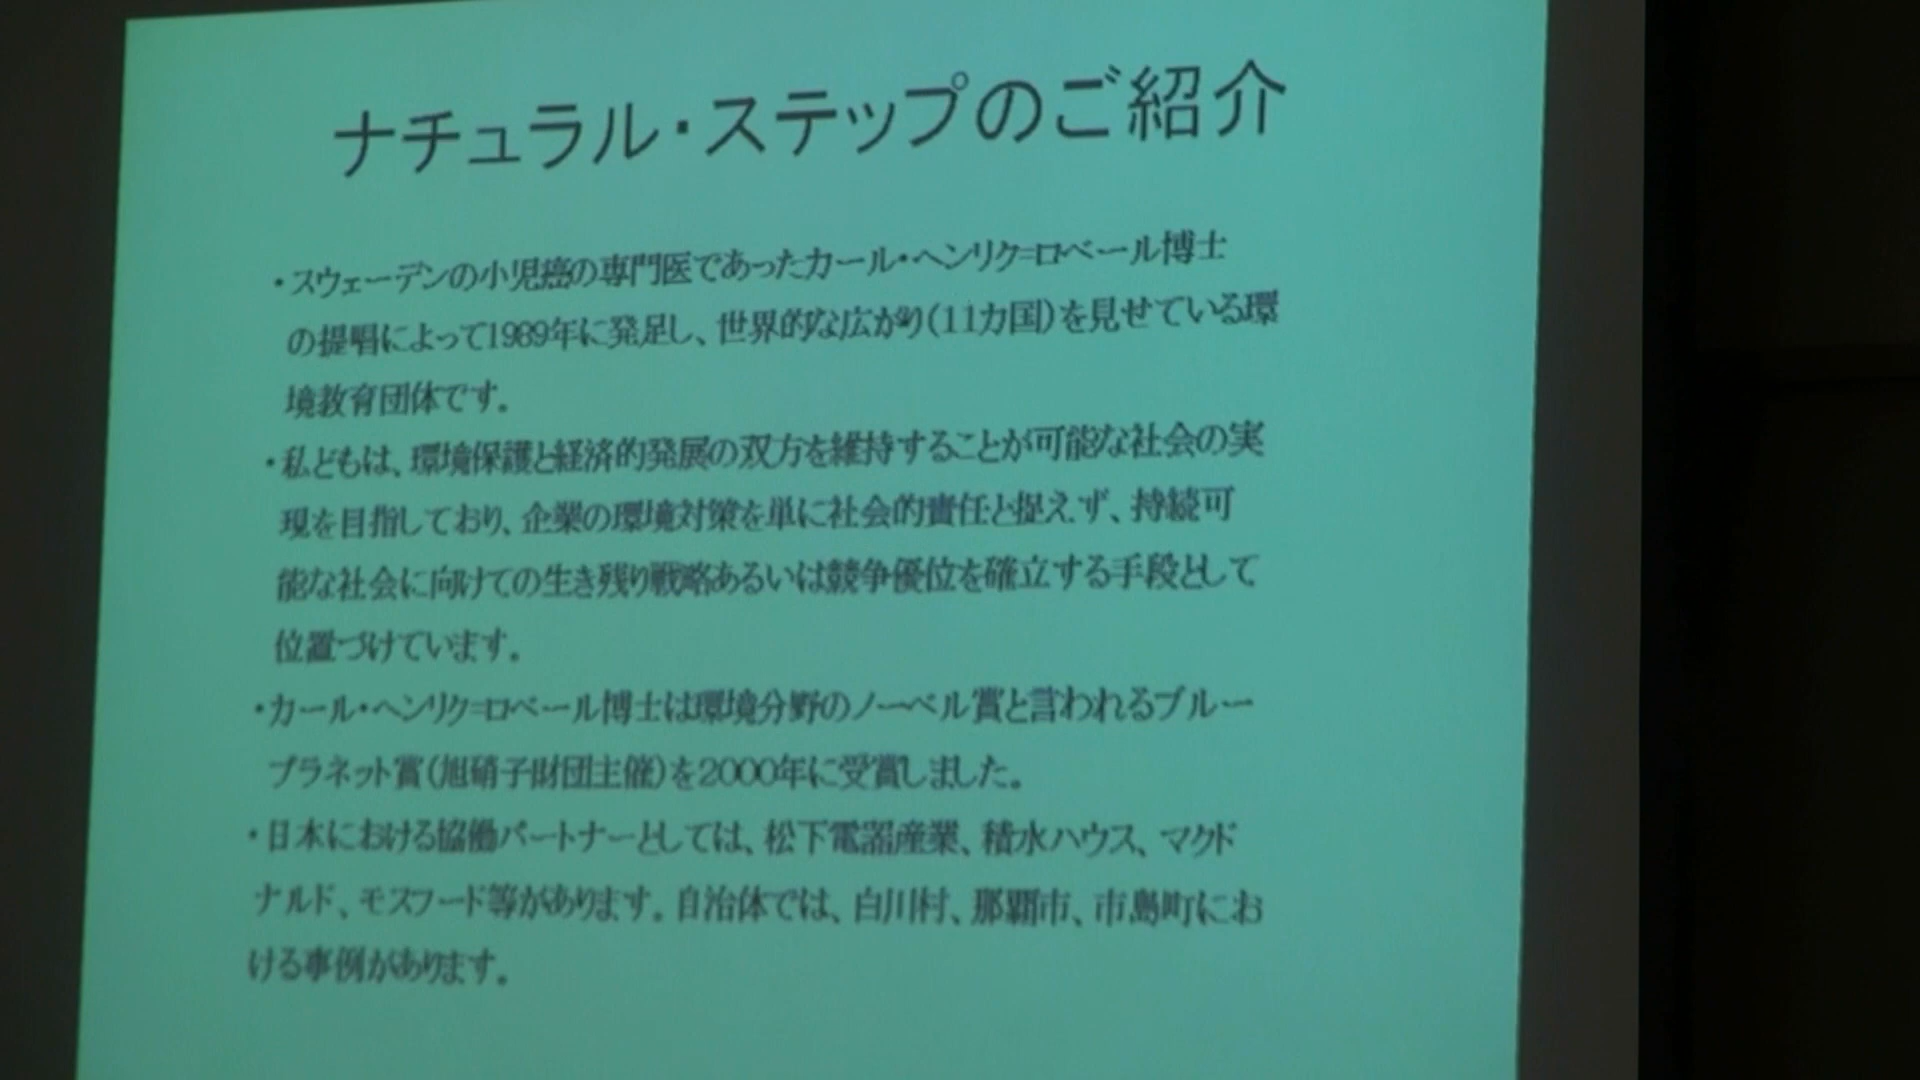 ナチュラル・ステップのご紹介
・スウェーデンの小児癌の専門医であったカール・ヘンリク=ロベール博士
の提唱によって1989年に発足し、世界的な広がり(11カ国)を見せている環
境教育団体です。
・私どもは、環境保護と経済的発展の双方を維持することが可能な社会の実
現を目指しており、企業の環境対策を単に社会的責任と捉えず、持続可
能な社会に向けての生き残り戦略あるいは競争優位を確立する手段として
位置づけています。
・カール・ヘンリク=ロベール博士は環境分野のノーベル賞と言われるブルー
プラネット賞(旭硝子財団主催)を2000年に受賞しました。
・日本における協働パートナーとしては、松下電器産業、積水ハウス、マクド
ナルド、モスフード等があります。自治体では、白川村、那覇市、市島町にお
ける事例があります。